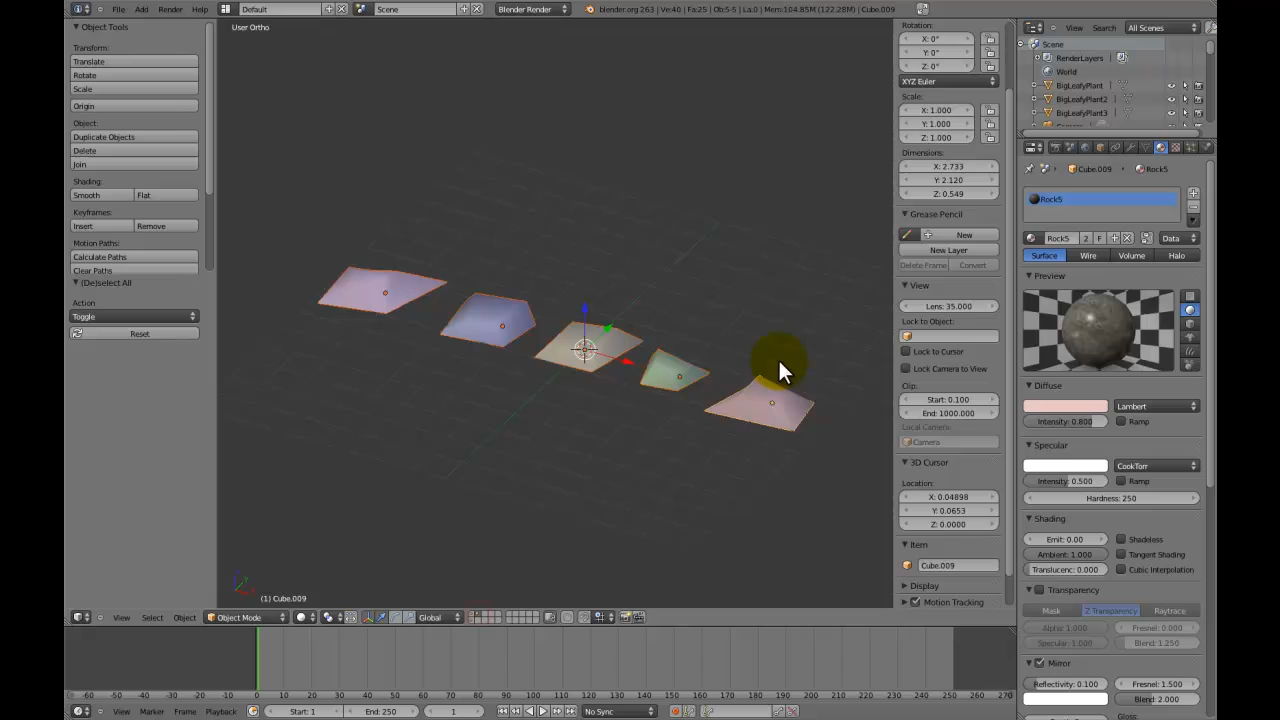 File Add Render Help Default Scene Blender Render blender.org 263 | Ve:40 | Fa:25 | Ob:5-5 | La:0 | Mem:104.85M (122.28M) | Cube.009
Object Tools
Transform:
Translate
Rotate
Scale
Origin
Object:
Duplicate Objects
Delete
Join
Shading:
Smooth Flat
Keyframes:
Insert Remove
Motion Paths:
Calculate Paths
Clear Paths
(De)select All
Action
Toggle
Reset
User Ortho
(1) Cube.009
Rotation:
X: 0°
Y: 0°
Z: 0°
XYZ Euler
Scale:
X: 1.000
Y: 1.000
Z: 1.000
Dimensions:
X: 2.733
Y: 2.120
Z: 0.549
Grease Pencil
New
New Layer
Delete Frame Convert
View
Lens: 35.000
Lock to Object:
Lock to Cursor
Lock Camera to View
Clip:
Start: 0.100
End: 1000.000
Local Camera:
Camera
3D Cursor
Location:
X: 0.04898
Y: 0.0653
Z: 0.0000
Item
Cube.009
Display
Motion Tracking
View Search All Scenes
Scene
RenderLayers
World
BigLeafyPlant
BigLeafyPlant2
BigLeafyPlant3
Cube.009 Rock5
Rock5
Rock5 2 F Data
Surface Wire Volume Halo
Preview
Diffuse
Lambert
Intensity: 0.800 Ramp
Specular
CookTorr
Intensity: 0.500 Ramp
Hardness: 250
Shading
Emit: 0.00 Shadeless
Ambient: 1.000 Tangent Shading
Translucenc: 0.000 Cubic Interpolation
Transparency
Mask Z Transparency Raytrace
Alpha: 1.000 Fresnel: 0.000
Specular: 1.000 Blend: 1.250
Mirror
Reflectivity: 0.100 Fresnel: 1.500
Blend: 2.000
View Select Object Object Mode Global
-60 -50 -40 -30 -20 -10 0 10 20 30 40 50 60 70 80 90 100 110 120 130 140 150 160 170 180 190 200 210 220 230 240 250 260 270
View Marker Frame Playback Start: 1 End: 250 1 No Sync